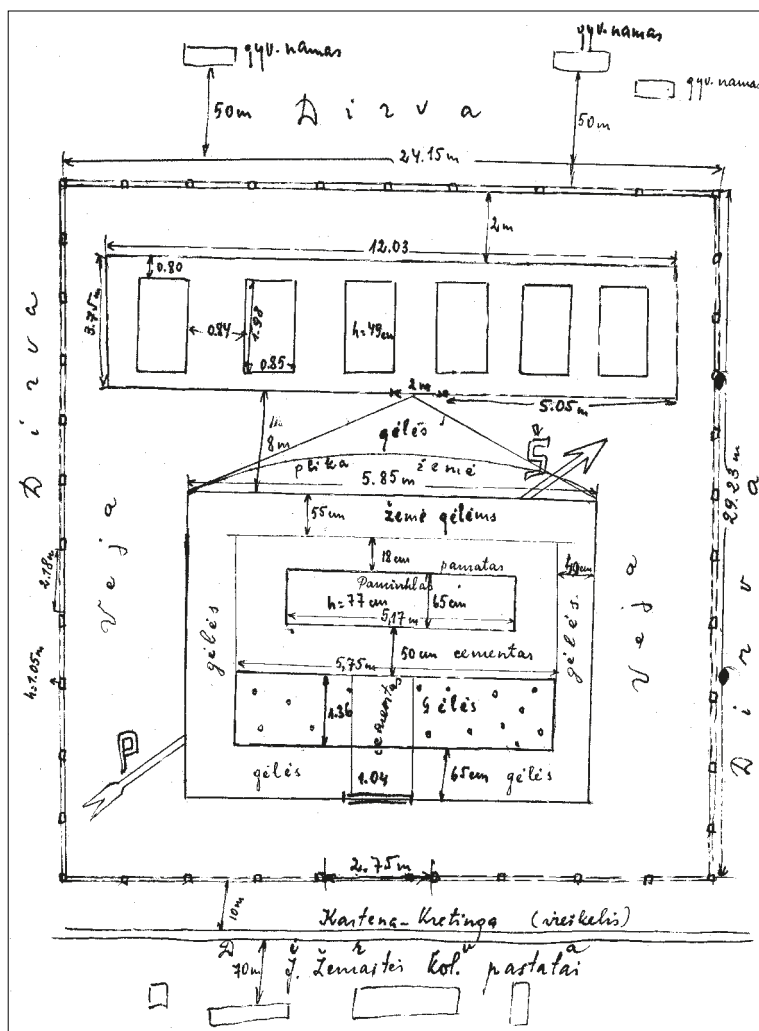 gyv. namas
gyv. namas
gyv. namas
50m
Dirva
50m
24.15m
2m
12.03
0.80
3.75m
0.84
1.98
0.85
h=49cm
2m
5.05m
8m
gėlės
plika žemė
Š
5.85m
Dirva
29.23m
55cm
žemė gėlėms
18cm
pamatas
49cm
Paminklas
h=77cm
65cm
5,17m
Veja
Veja
2.18m
gėlės
gėlės
50cm cementas
5,75m
h=1.05m
1.36
cementas
Gėlės
Dirva
P
gėlės
1.04
65cm
gėlės
2.75m
10m
Kartena-Kretinga (vieškelis)
Dirva
70m
Žemaitės kol. pastatai